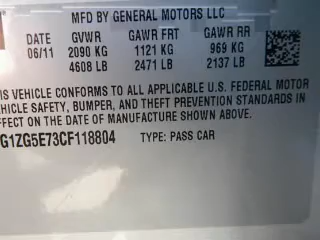 MFD BY GENERAL MOTORS LLC
DATE GVWR GAWR FRT GAWR RR
06/11 2090 KG 1121 KG 969 KG
4608 LB 2471 LB 2137 LB
IS VEHICLE CONFORMS TO ALL APPLICABLE U.S. FEDERAL MOTOR
EHICLE SAFETY, BUMPER, AND THEFT PREVENTION STANDARDS IN
FFECT ON THE DATE OF MANUFACTURE SHOWN ABOVE.
G1ZG5E73CF118804 TYPE: PASS CAR